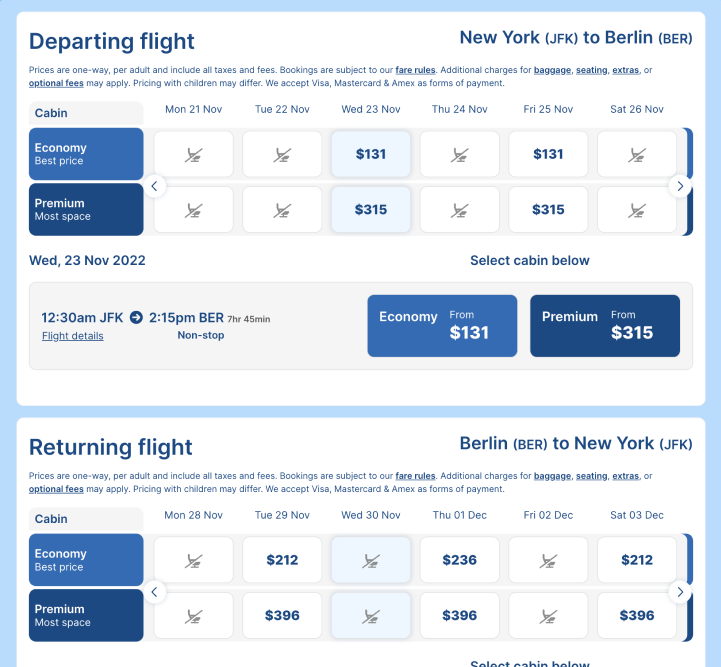 Departing flight
New York (JFK) to Berlin (BER)
Prices are one-way, per adult and include all taxes and fees. Bookings are subject to our fare rules. Additional charges for baggage, seating, extras, or
optional fees may apply. Pricing with children may differ. We accept Visa, Mastercard & Amex as forms of payment.
Cabin Mon 21 Nov Tue 22 Nov Wed 23 Nov Thu 24 Nov Fri 25 Nov Sat 26 Nov
Economy
Best price
$131 $131
Premium
Most space
$315 $315
Wed, 23 Nov 2022
Select cabin below
12:30am JFK 2:15pm BER 7hr 45min
Flight details Non-stop
Economy From
$131
Premium From
$315
Returning flight
Berlin (BER) to New York (JFK)
Prices are one-way, per adult and include all taxes and fees. Bookings are subject to our fare rules. Additional charges for baggage, seating, extras, or
optional fees may apply. Pricing with children may differ. We accept Visa, Mastercard & Amex as forms of payment.
Cabin Mon 28 Nov Tue 29 Nov Wed 30 Nov Thu 01 Dec Fri 02 Dec Sat 03 Dec
Economy
Best price
$212 $236 $212
Premium
Most space
$396 $396 $396
Select cabin below